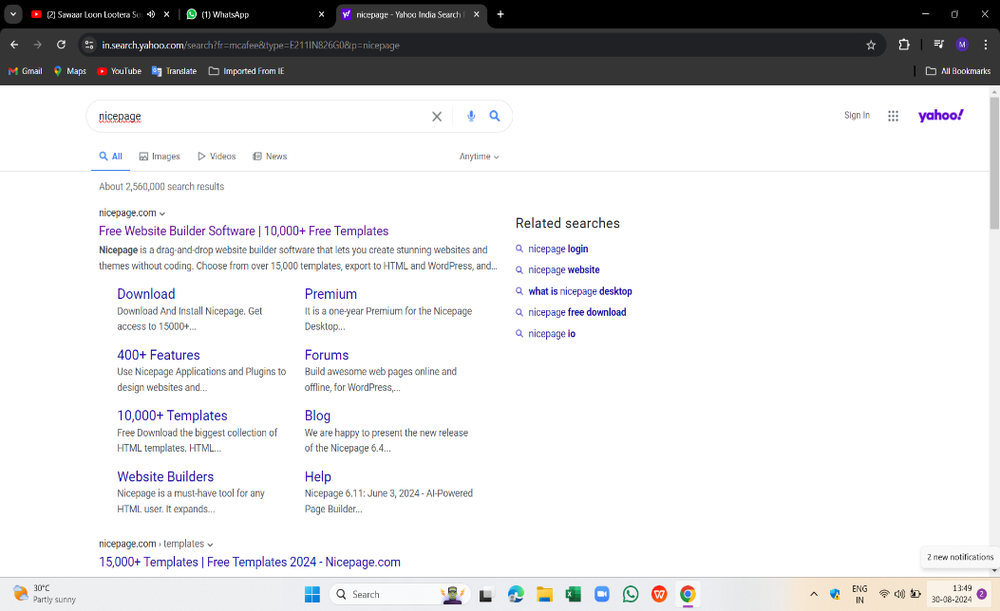 (2) Sawaar Loon Lootera So
(1) WhatsApp
nicepage - Yahoo India Search
in.search.yahoo.com/search?fr=mcafee&type=E211IN826G0&p=nicepage
M
Gmail
Maps
YouTube
Translate
Imported From IE
All Bookmarks
nicepage
Sign In
yahoo!
All
Images
Videos
News
Anytime
About 2,560,000 search results
nicepage.com
Free Website Builder Software | 10,000+ Free Templates
Nicepage is a drag-and-drop website builder software that lets you create stunning websites and
themes without coding. Choose from over 15,000 templates, export to HTML and WordPress, and...
Download
Download And Install Nicepage. Get
access to 15000+...
Premium
It is a one-year Premium for the Nicepage
Desktop...
400+ Features
Use Nicepage Applications and Plugins to
design websites and...
Forums
Build awesome web pages online and
offline, for WordPress,...
10,000+ Templates
Free Download the biggest collection of
HTML templates. HTML...
Blog
We are happy to present the new release
of the Nicepage 6.4...
Website Builders
Nicepage is a must-have tool for any
HTML user. It expands...
Help
Nicepage 6.11: June 3, 2024 - AI-Powered
Page Builder...
nicepage.com › templates
15,000+ Templates | Free Templates 2024 - Nicepage.com
Related searches
nicepage login
nicepage website
what is nicepage desktop
nicepage free download
nicepage io
2 new notifications
30°C
Partly sunny
Search
ENG
IN
13:49
30-08-2024
2